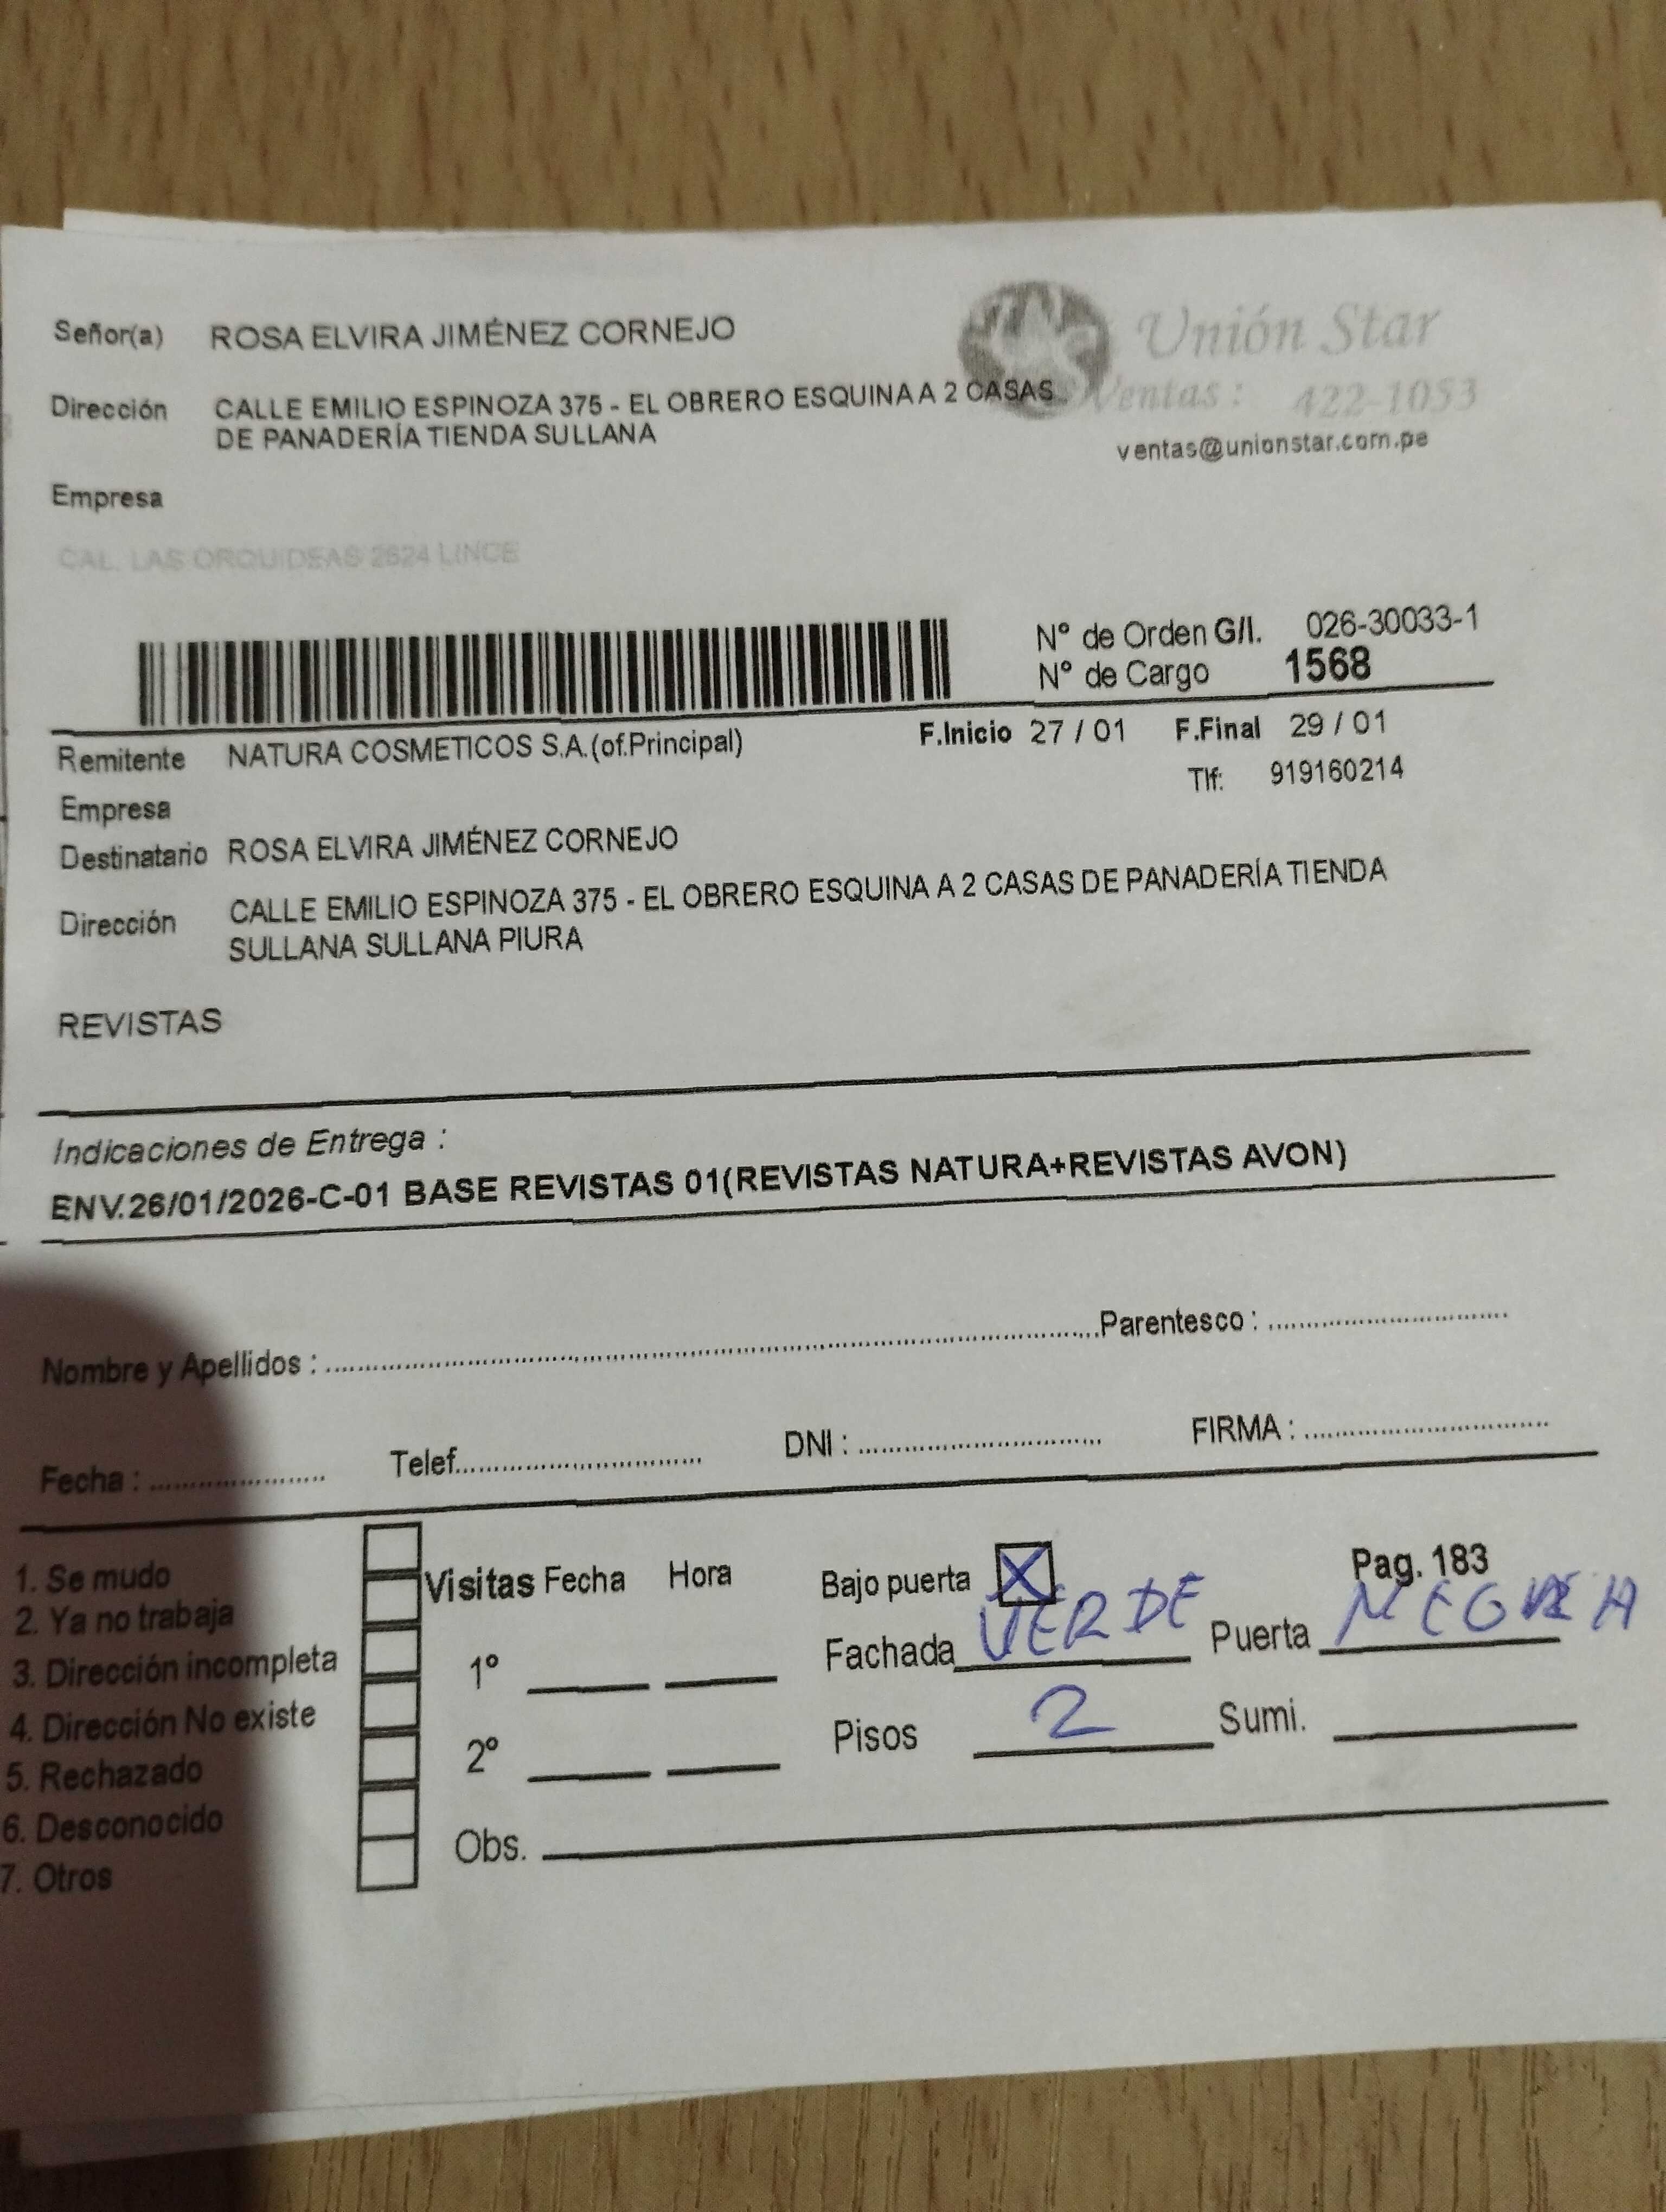 Señor(a) ROSA ELVIRA JIMÉNEZ CORNEJO
Unión Star
Dirección CALLE EMILIO ESPINOZA 375 - EL OBRERO ESQUINA A 2 CASAS
DE PANADERÍA TIENDA SULLANA
Ventas : 422-1053
ventas@unionstar.com.pe
Empresa
CAL. LAS ORQUIDEAS 2624 LINCE
Nº de Orden G/I. 026-30033-1
Nº de Cargo 1568
Remitente NATURA COSMETICOS S.A.(of.Principal) F.Inicio 27 / 01 F.Final 29 / 01
Tlf: 919160214
Empresa
Destinatario ROSA ELVIRA JIMÉNEZ CORNEJO
Dirección CALLE EMILIO ESPINOZA 375 - EL OBRERO ESQUINA A 2 CASAS DE PANADERÍA TIENDA
SULLANA SULLANA PIURA
REVISTAS
Indicaciones de Entrega :
ENV.26/01/2026-C-01 BASE REVISTAS 01(REVISTAS NATURA+REVISTAS AVON)
Nombre y Apellidos : Parentesco :
Fecha : Telef. DNI : FIRMA :
1. Se mudo
2. Ya no trabaja
3. Dirección incompleta
4. Dirección No existe
5. Rechazado
6. Desconocido
7. Otros
Visitas Fecha Hora
1º
2º
Obs.
Bajo puerta X Pag. 183
Fachada VERDE Puerta NEGRA
Pisos 2 Sumi.